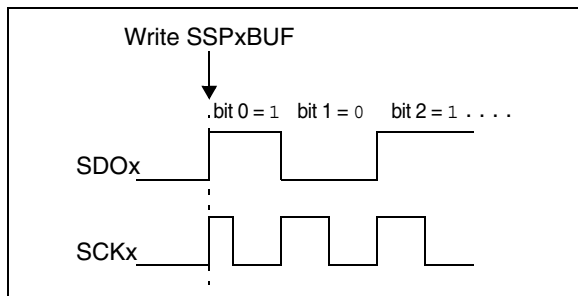 Write SSPxBUF
bit 0 = 1 bit 1 = 0 bit 2 = 1 . . . .
SDOx
SCKx